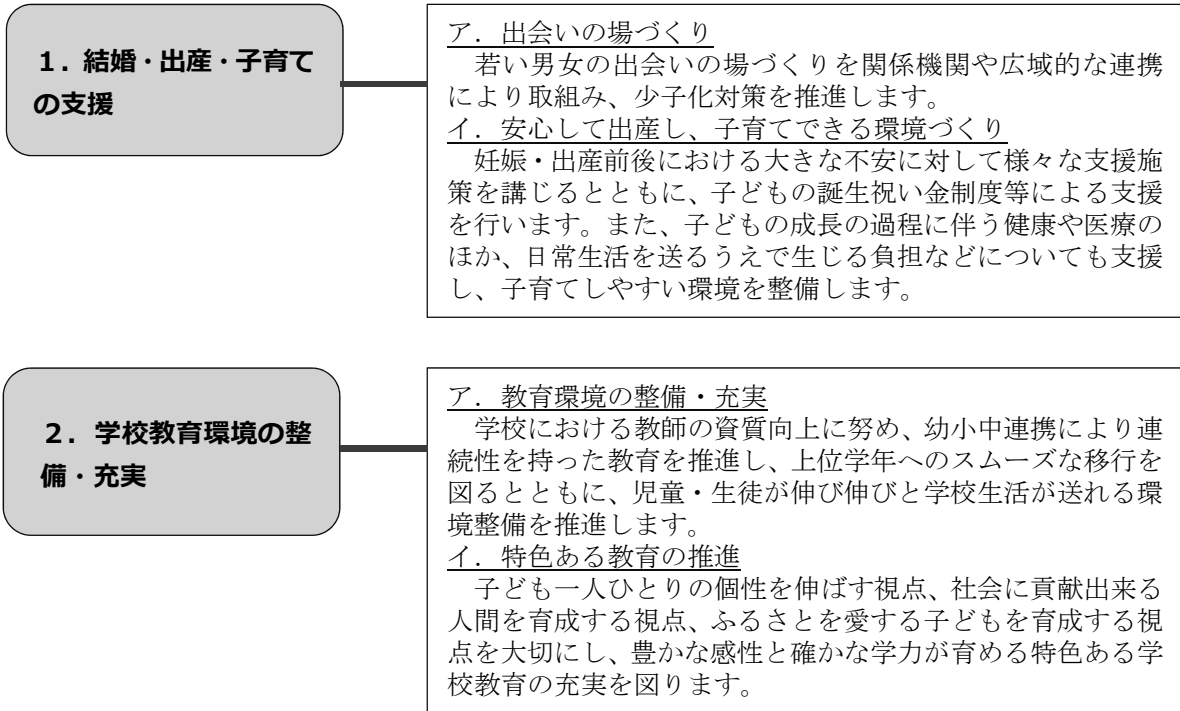 1．結婚・出産・子育て
の支援
ア．出会いの場づくり
　若い男女の出会いの場づくりを関係機関や広域的な連携
により取組み、少子化対策を推進します。
イ．安心して出産し、子育てできる環境づくり
　妊娠・出産前後における大きな不安に対して様々な支援施
策を講じるとともに、子どもの誕生祝い金制度等による支援
を行います。また、子どもの成長の過程に伴う健康や医療の
ほか、日常生活を送るうえで生じる負担などについても支援
し、子育てしやすい環境を整備します。
2．学校教育環境の整
備・充実
ア．教育環境の整備・充実
　学校における教師の資質向上に努め、幼小中連携により連
続性を持った教育を推進し、上位学年へのスムーズな移行を
図るとともに、児童・生徒が伸び伸びと学校生活が送れる環
境整備を推進します。
イ．特色ある教育の推進
　子ども一人ひとりの個性を伸ばす視点、社会に貢献出来る
人間を育成する視点、ふるさとを愛する子どもを育成する視
点を大切にし、豊かな感性と確かな学力が育める特色ある学
校教育の充実を図ります。